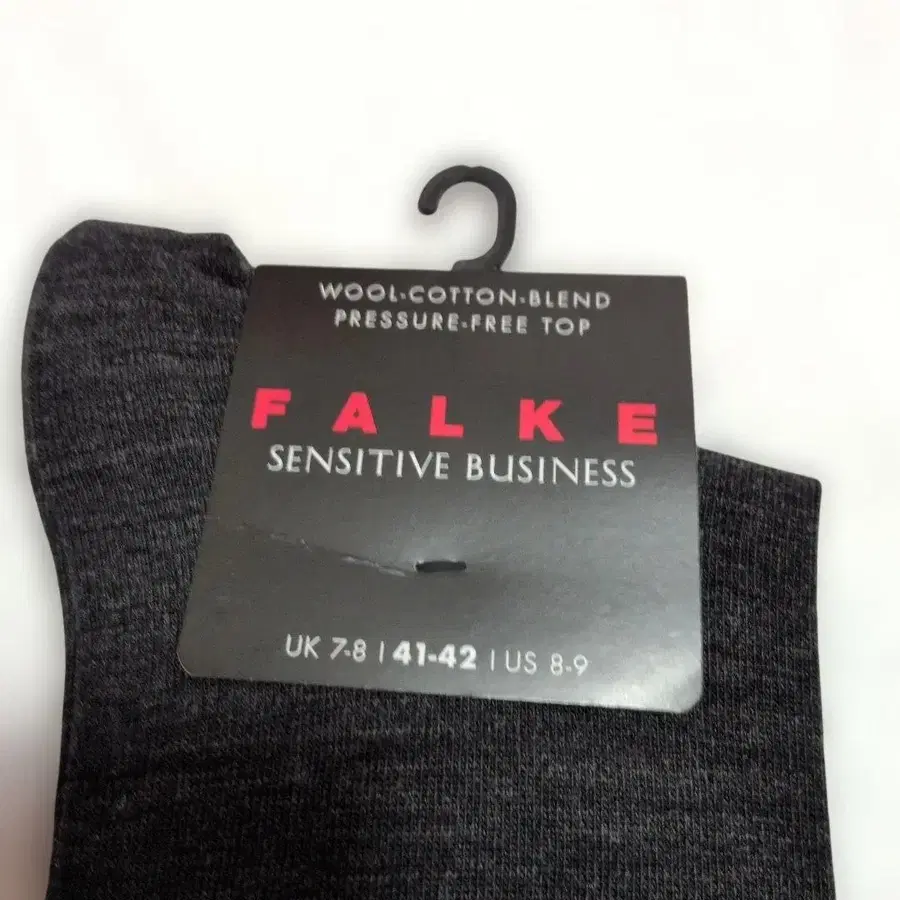 WOOL-COTTON-BLEND
PRESSURE-FREE TOP
FALKE
SENSITIVE BUSINESS
UK 7-8 | 41-42 | US 8-9